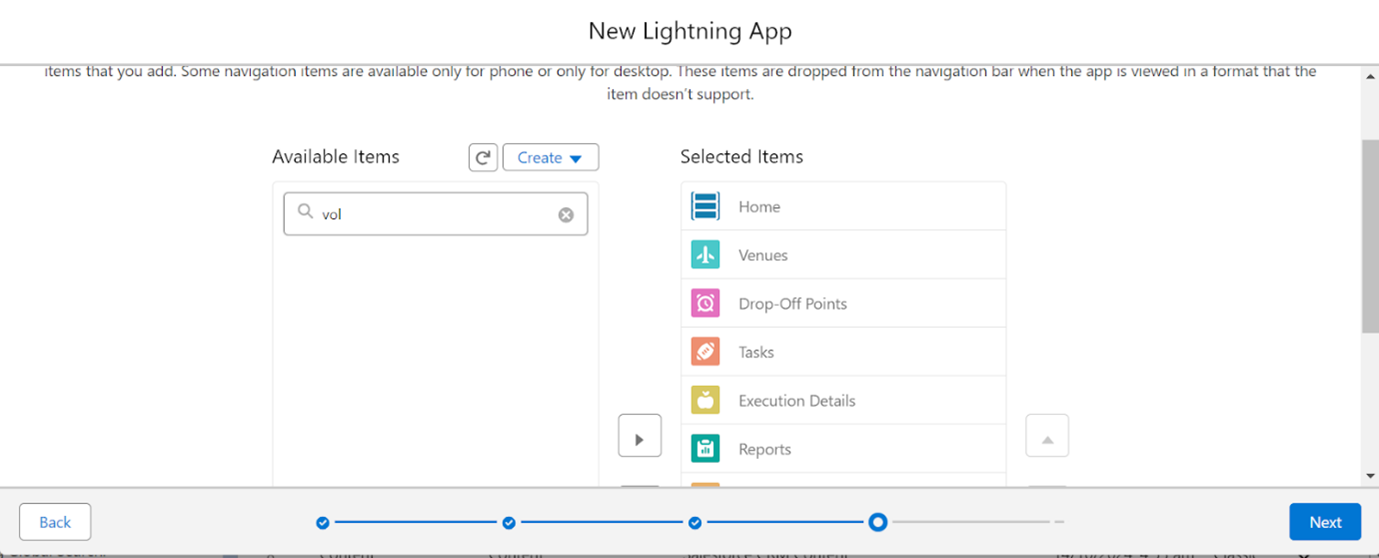 New Lightning App
items that you add. Some navigation items are available only for phone or only for desktop. These items are dropped from the navigation bar when the app is viewed in a format that the
item doesn't support.
Available Items
Create
Selected Items
vol
Home
Venues
Drop-Off Points
Tasks
Execution Details
Reports
Back
Next